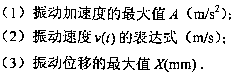 (1)振动加速度的最大值 A（m/s²）；
(2)振动速度v(t)的表达式（m/s）；
(3)振动位移的最大值 X(mm) .